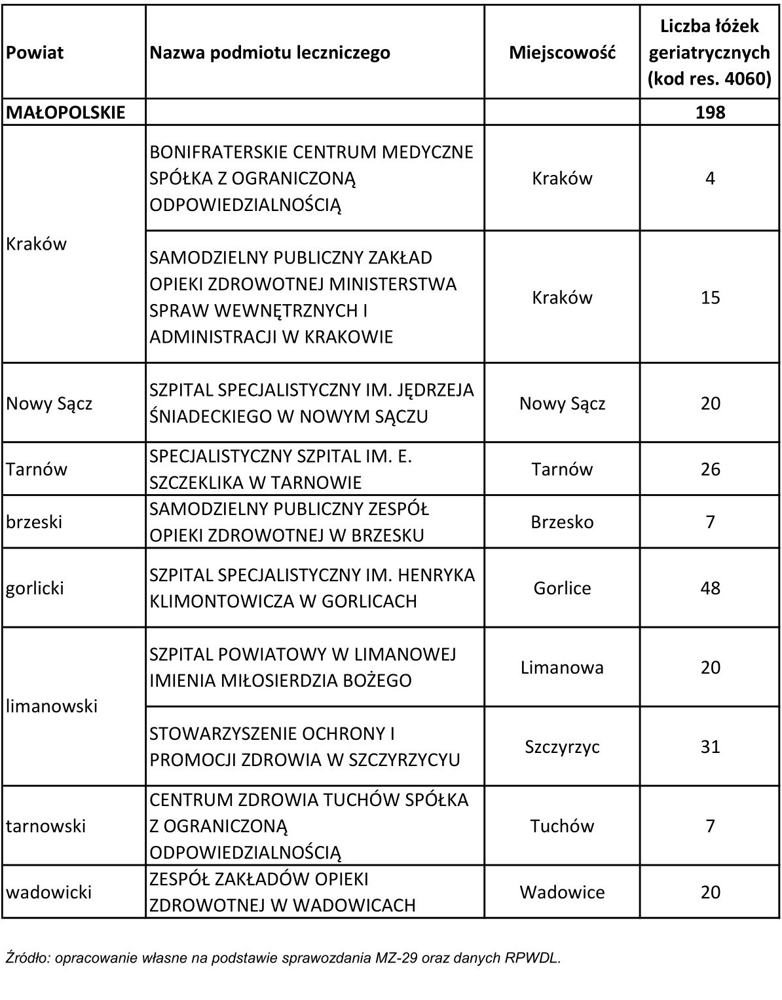 Powiat
Nazwa podmiotu leczniczego
Miejscowość
Liczba łóżek
geriatrycznych
(kod res. 4060)
MAŁOPOLSKIE
198
Kraków
BONIFRATERSKIE CENTRUM MEDYCZNE
SPÓŁKA Z OGRANICZONĄ
ODPOWIEDZIALNOŚCIĄ
Kraków
4
SAMODZIELNY PUBLICZNY ZAKŁAD
OPIEKI ZDROWOTNEJ MINISTERSTWA
SPRAW WEWNĘTRZNYCH I
ADMINISTRACJI W KRAKOWIE
Kraków
15
Nowy Sącz
SZPITAL SPECJALISTYCZNY IM. JĘDRZEJA
ŚNIADECKIEGO W NOWYM SĄCZU
Nowy Sącz
20
Tarnów
SPECJALISTYCZNY SZPITAL IM. E.
SZCZEKLIKA W TARNOWIE
Tarnów
26
brzeski
SAMODZIELNY PUBLICZNY ZESPÓŁ
OPIEKI ZDROWOTNEJ W BRZESKU
Brzesko
7
gorlicki
SZPITAL SPECJALISTYCZNY IM. HENRYKA
KLIMONTOWICZA W GORLICACH
Gorlice
48
limanowski
SZPITAL POWIATOWY W LIMANOWEJ
IMIENIA MIŁOSIERDZIA BOŻEGO
Limanowa
20
STOWARZYSZENIE OCHRONY I
PROMOCJI ZDROWIA W SZCZYRZYCYU
Szczyrzyc
31
tarnowski
CENTRUM ZDROWIA TUCHÓW SPÓŁKA
Z OGRANICZONĄ
ODPOWIEDZIALNOŚCIĄ
Tuchów
7
wadowicki
ZESPÓŁ ZAKŁADÓW OPIEKI
ZDROWOTNEJ W WADOWICACH
Wadowice
20
Źródło: opracowanie własne na podstawie sprawozdania MZ-29 oraz danych RPWDL.